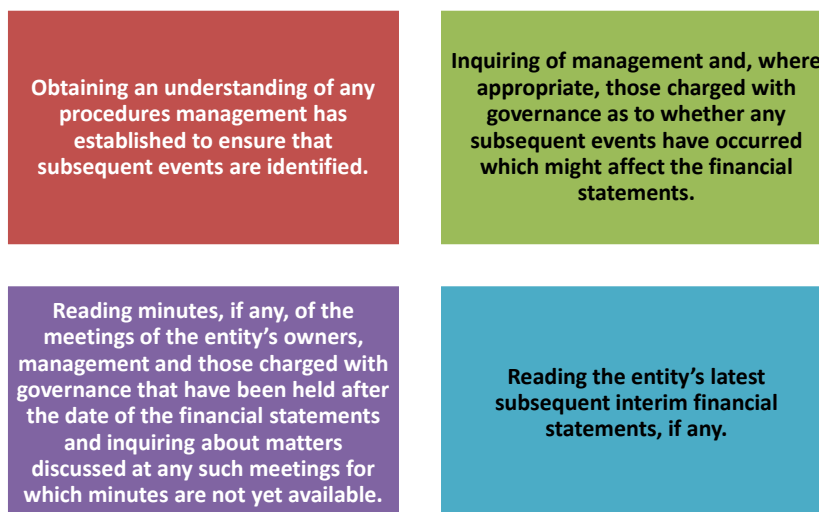 Obtaining an understanding of any
procedures management has
established to ensure that
subsequent events are identified.
Inquiring of management and, where
appropriate, those charged with
governance as to whether any
subsequent events have occurred
which might affect the financial
statements.
Reading minutes, if any, of the
meetings of the entity’s owners,
management and those charged with
governance that have been held after
the date of the financial statements
and inquiring about matters
discussed at any such meetings for
which minutes are not yet available.
Reading the entity’s latest
subsequent interim financial
statements, if any.